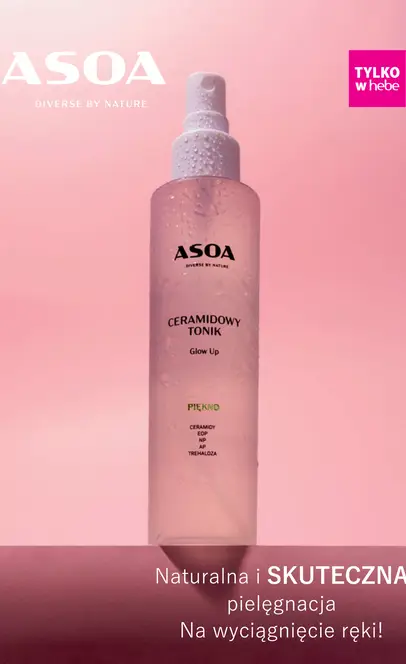 ASOA
DIVERSE BY NATURE
TYLKO
w hebe
ASOA
DIVERSE BY NATURE
CERAMIDOWY
TONIK
Glow Up
PIĘKNO
CERAMIDY
EOP
NP
AP
TREHALOZA
Naturalna i SKUTECZNA
pielęgnacja
Na wyciągnięcie ręki!